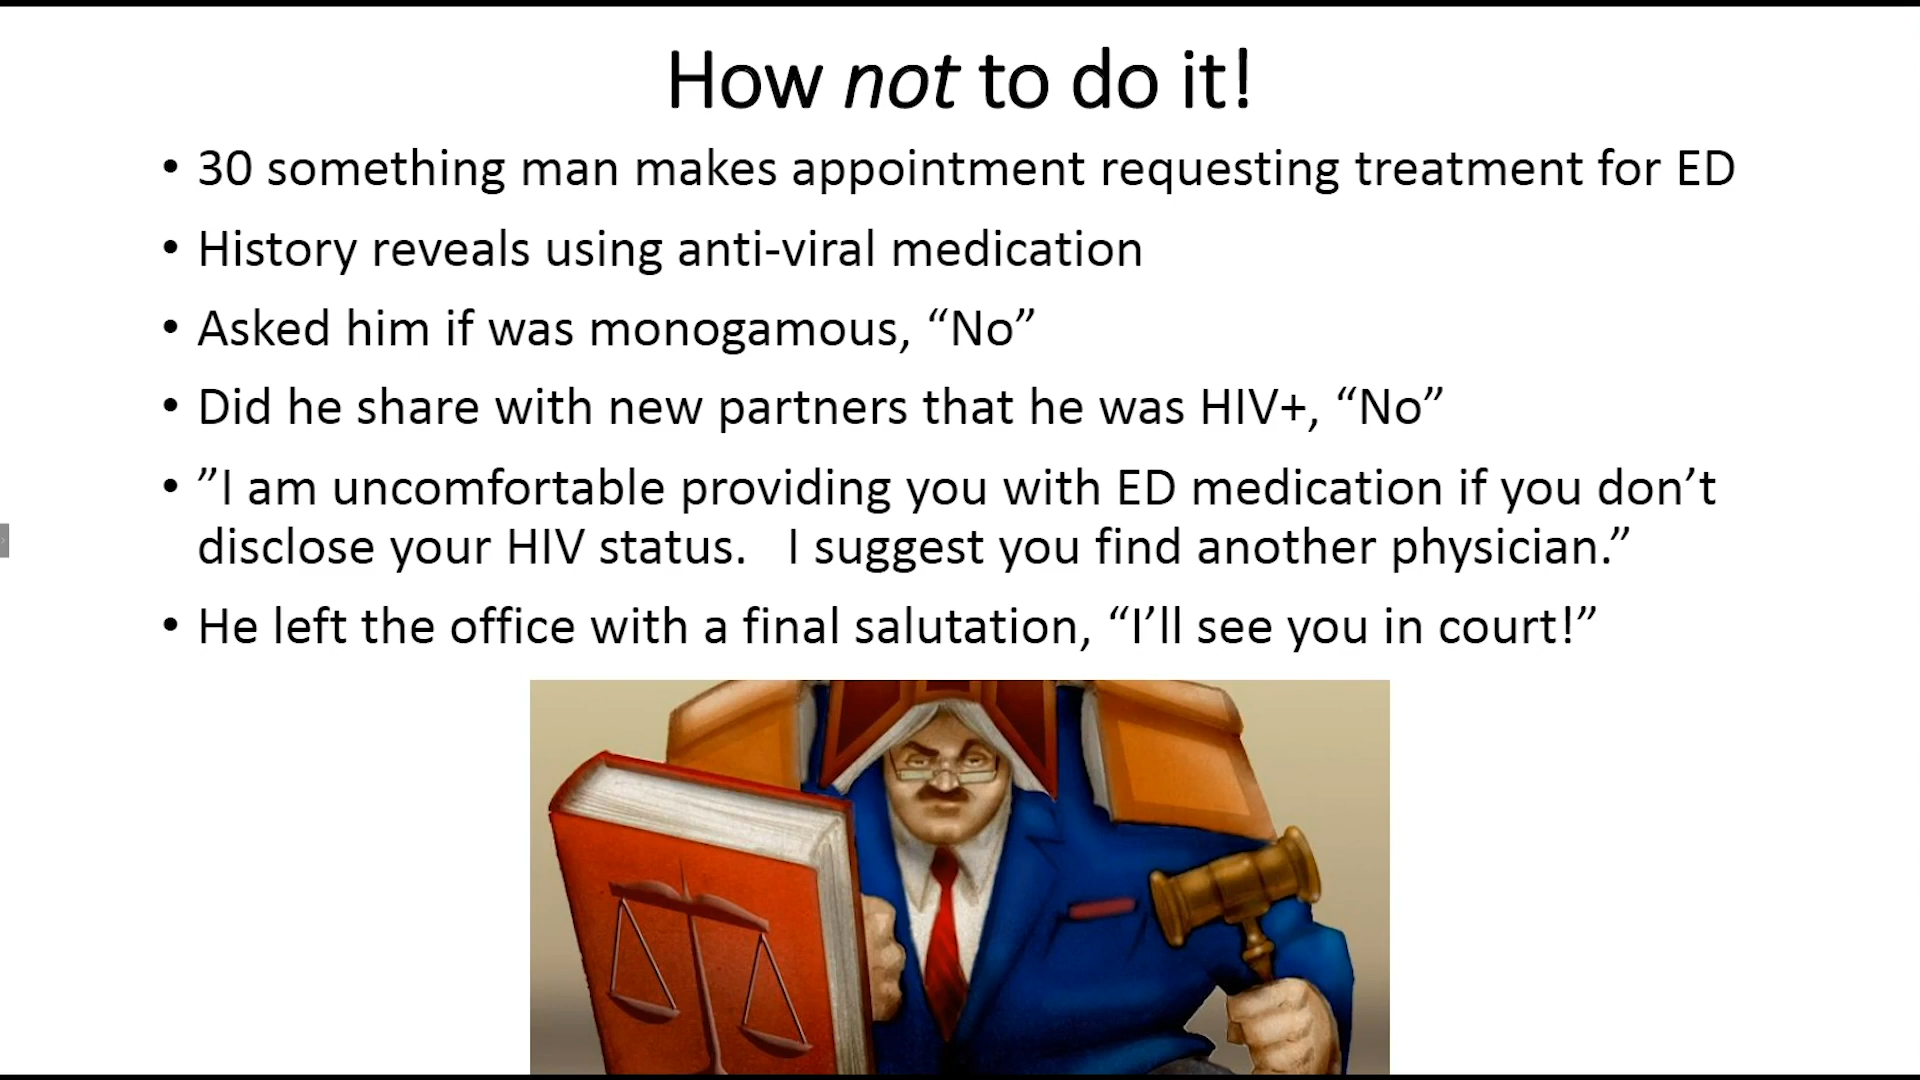 How not to do it!
• 30 something man makes appointment requesting treatment for ED
• History reveals using anti-viral medication
• Asked him if was monogamous, “No”
• Did he share with new partners that he was HIV+, “No”
• ”I am uncomfortable providing you with ED medication if you don’t
disclose your HIV status.   I suggest you find another physician.”
• He left the office with a final salutation, “I’ll see you in court!”